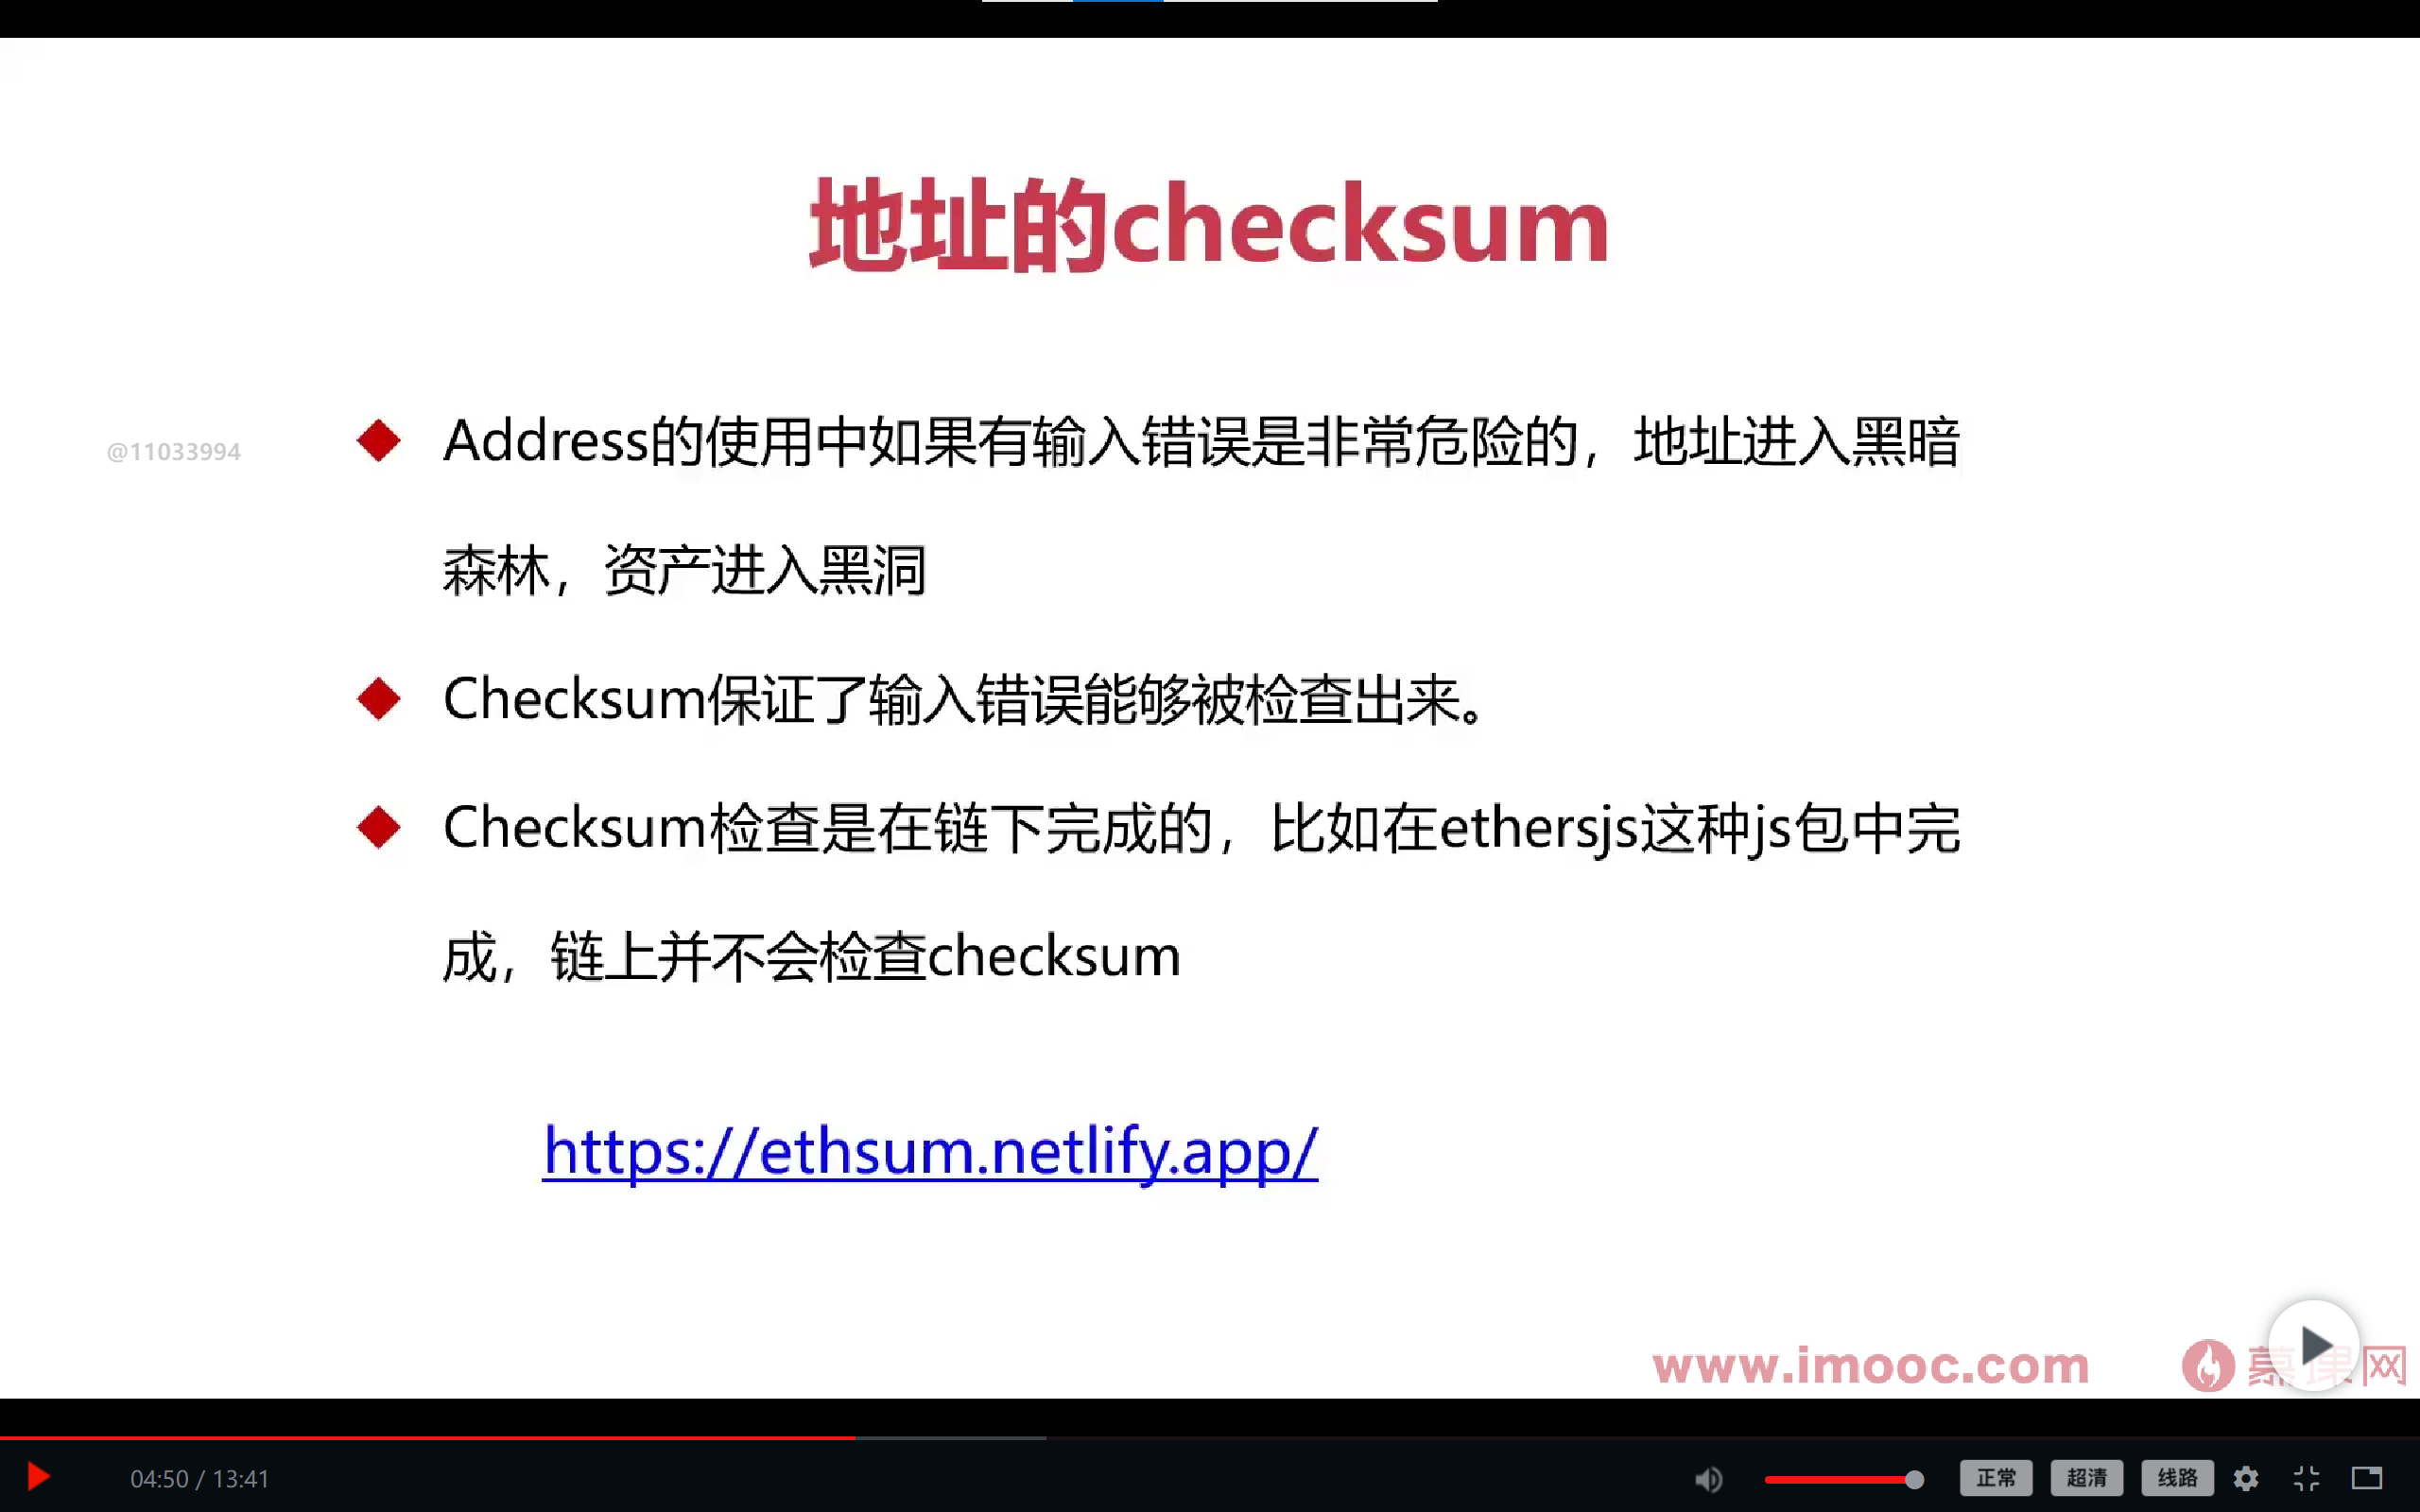 地址的checksum
@11033994
Address的使用中如果有输入错误是非常危险的，地址进入黑暗
森林，资产进入黑洞
Checksum保证了输入错误能够被检查出来。
Checksum检查是在链下完成的，比如在ethersjs这种js包中完
成，链上并不会检查checksum
https://ethsum.netlify.app/
www.imooc.com
慕课网
04:50 / 13:41
正常
超清
线路